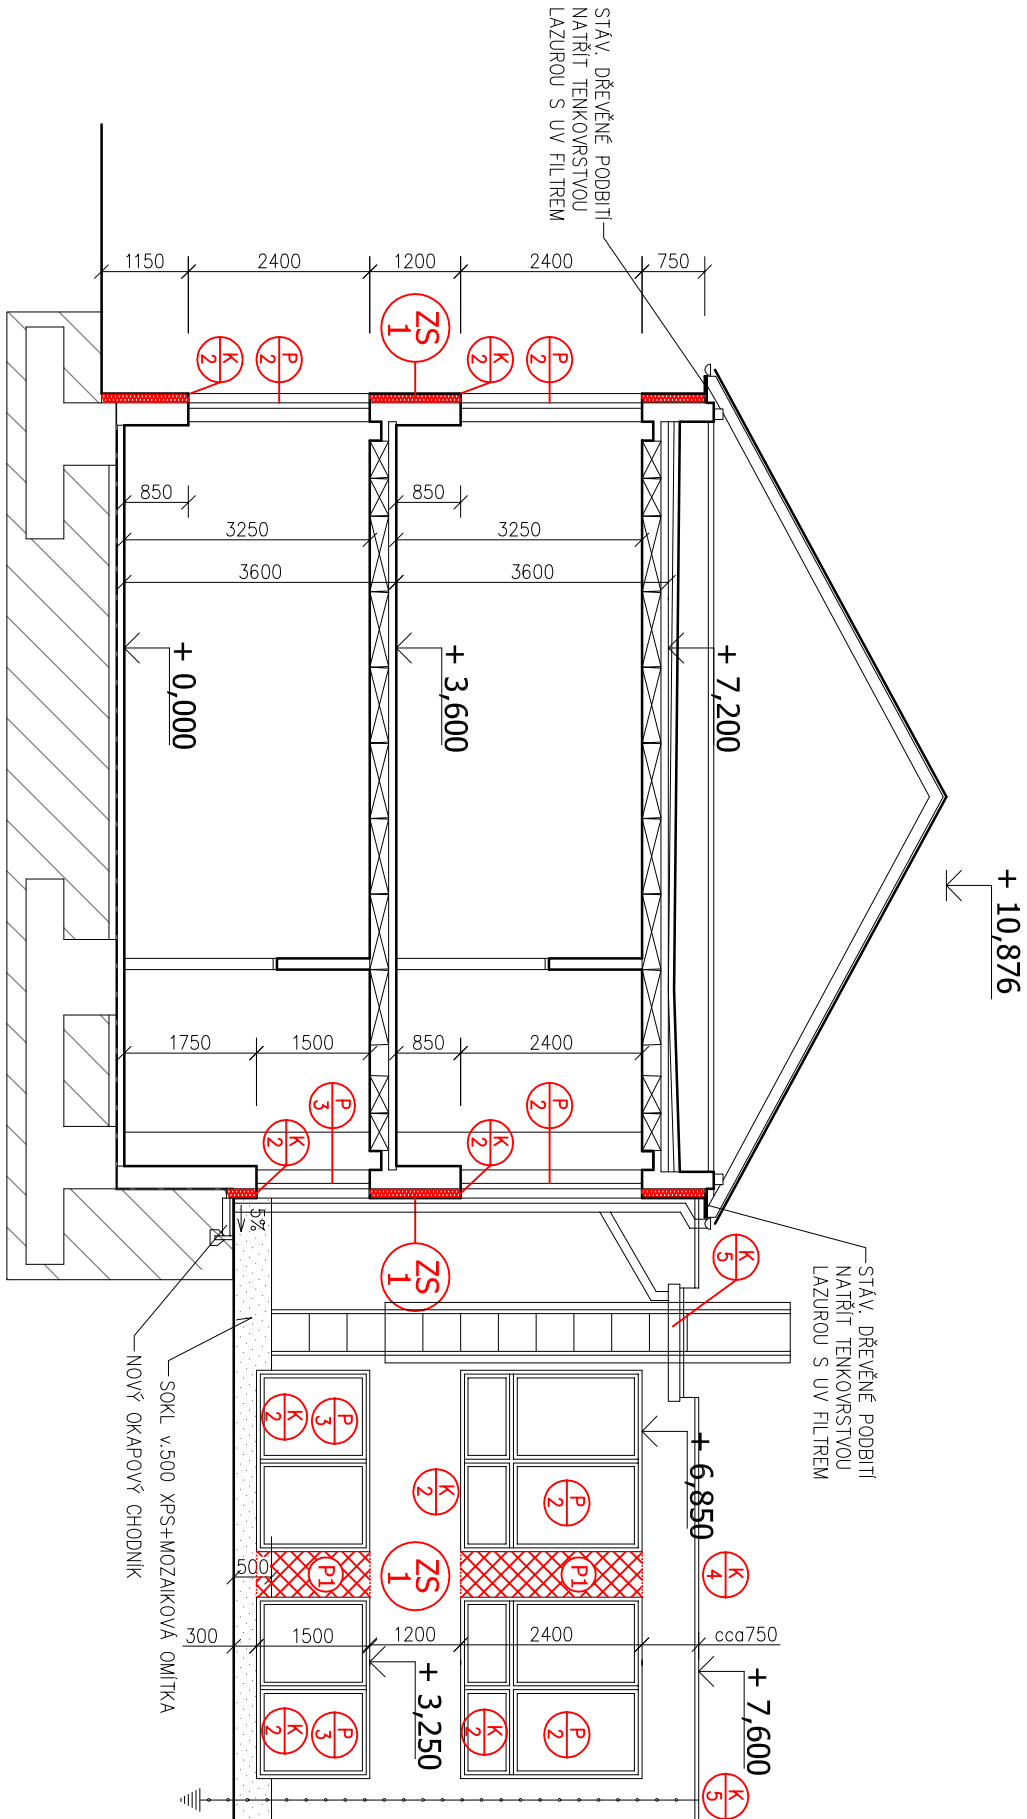 STÁV. DŘEVĚNÉ PODBITÍ
NATŘÍT TENKOVRSTVOU
LAZUROU S UV FILTREM
1150
2400
1200
2400
750
ZS
1
K
2
P
2
K
2
P
2
850
850
3250
3250
3600
3600
+ 0,000
+ 3,600
+ 7,200
+ 10,876
1750
1500
850
2400
P
3
P
2
K
2
K
2
5%
ZS
1
K
5
STÁV. DŘEVĚNÉ PODBITÍ
NATŘÍT TENKOVRSTVOU
LAZUROU S UV FILTREM
NOVÝ OKAPOVÝ CHODNÍK
SOKL v.500 XPS+MOZAIKOVÁ OMÍTKA
K
2
P
3
K
2
P
2
+ 6,850
500
P1
ZS
1
P1
K
4
300
1500
1200
2400
cca750
+ 3,250
+ 7,600
K
2
P
3
K
2
P
2
K
5